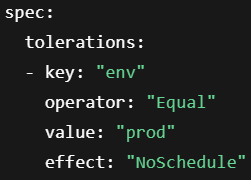 spec:
  tolerations:
  - key: "env"
    operator: "Equal"
    value: "prod"
    effect: "NoSchedule"